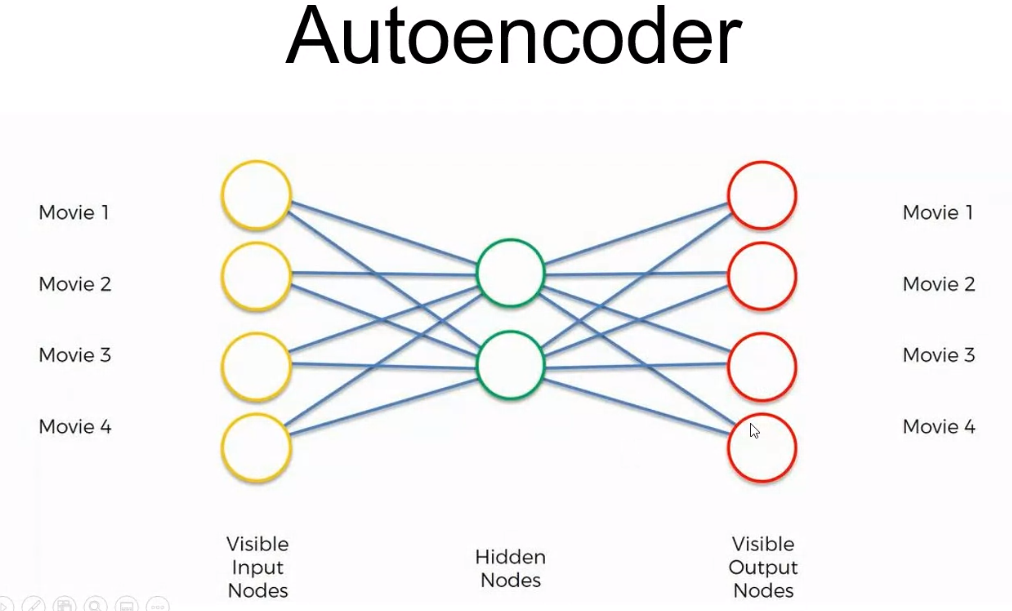 Autoencoder
Movie 1
Movie 1
Movie 2
Movie 2
Movie 3
Movie 3
Movie 4
Movie 4
Visible
Input
Nodes
Hidden
Nodes
Visible
Output
Nodes